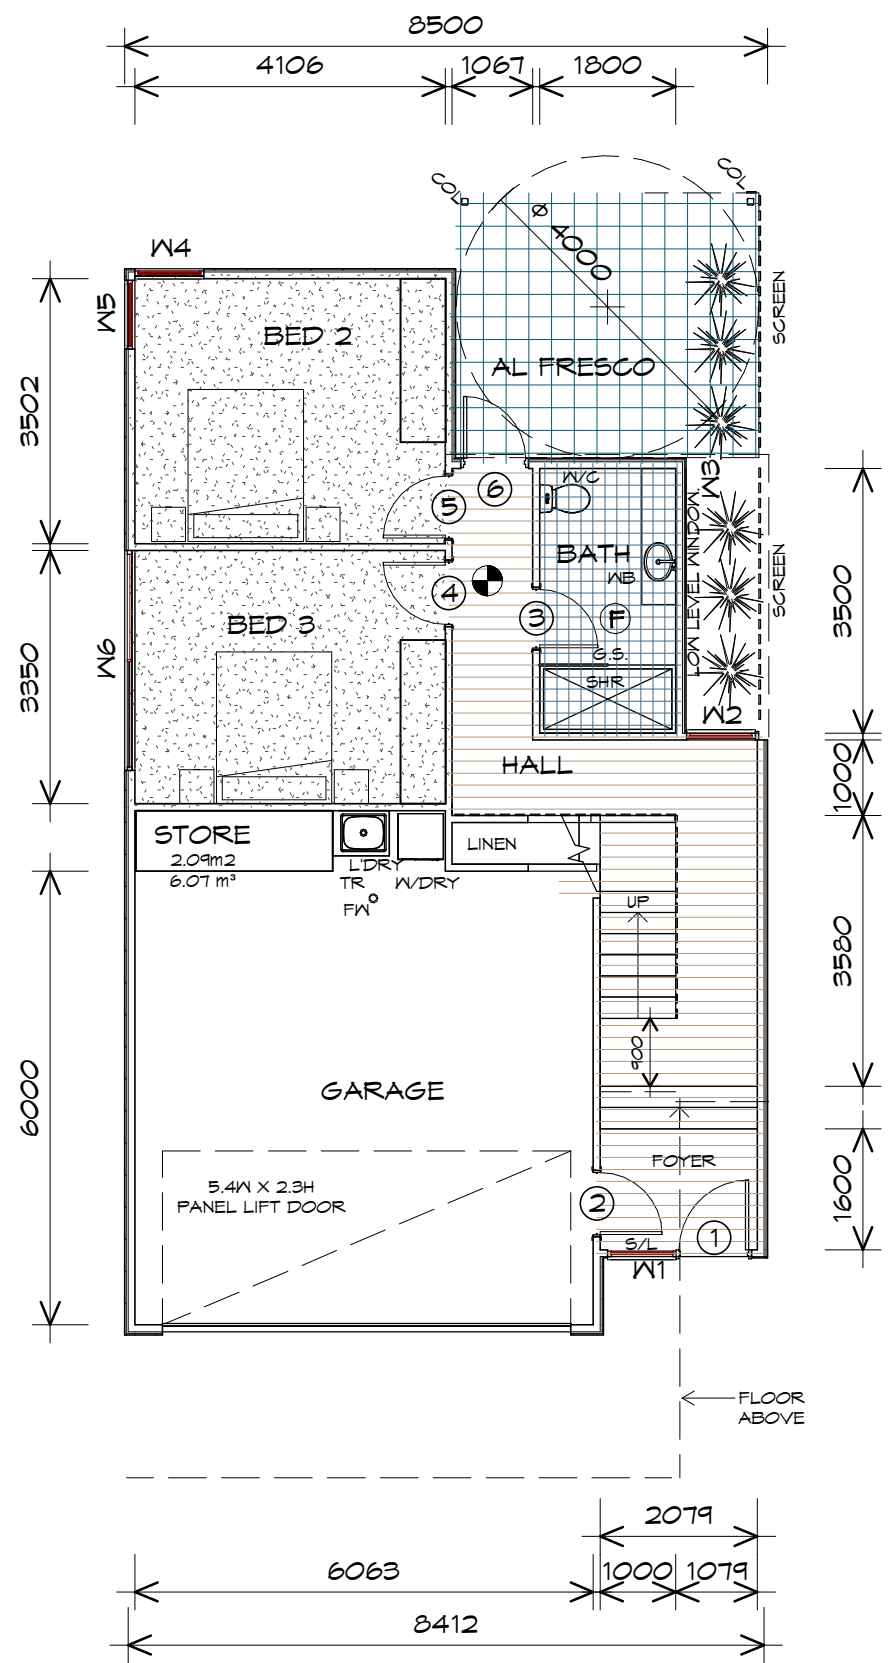 8500
4106
1067
1800
COL
COL
Ø 4000
W4
W5
BED 2
SCREEN
AL FRESCO
3502
W/C
W3
6
5
BATH
WB
LOW LEVEL WINDOW.
SCREEN
3500
4
3
F
BED 3
W6
G.S.
SHR
3350
W2
HALL
1000
STORE
2.09m2
6.07 m³
L'DRY
TR
W/DRY
FW
LINEN
UP
3580
900
6000
GARAGE
FOYER
5.4W X 2.3H
PANEL LIFT DOOR
1600
2
1
S/L
W1
FLOOR
ABOVE
2079
6063
1000
1079
8412